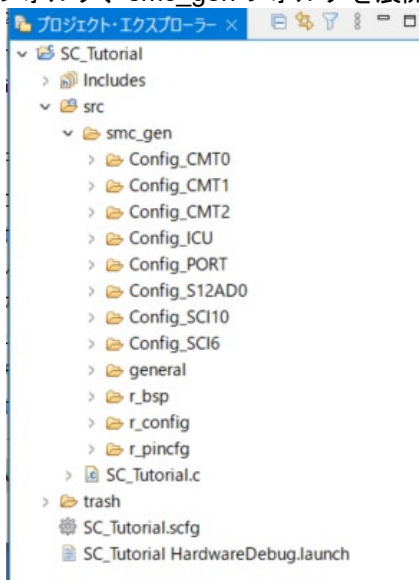 プロジェクト・エクスプローラー
SC_Tutorial
Includes
src
smc_gen
Config_CMT0
Config_CMT1
Config_CMT2
Config_ICU
Config_PORT
Config_S12AD0
Config_SCI10
Config_SCI6
general
r_bsp
r_config
r_pincfg
SC_Tutorial.c
trash
SC_Tutorial.scfg
SC_Tutorial HardwareDebug.launch